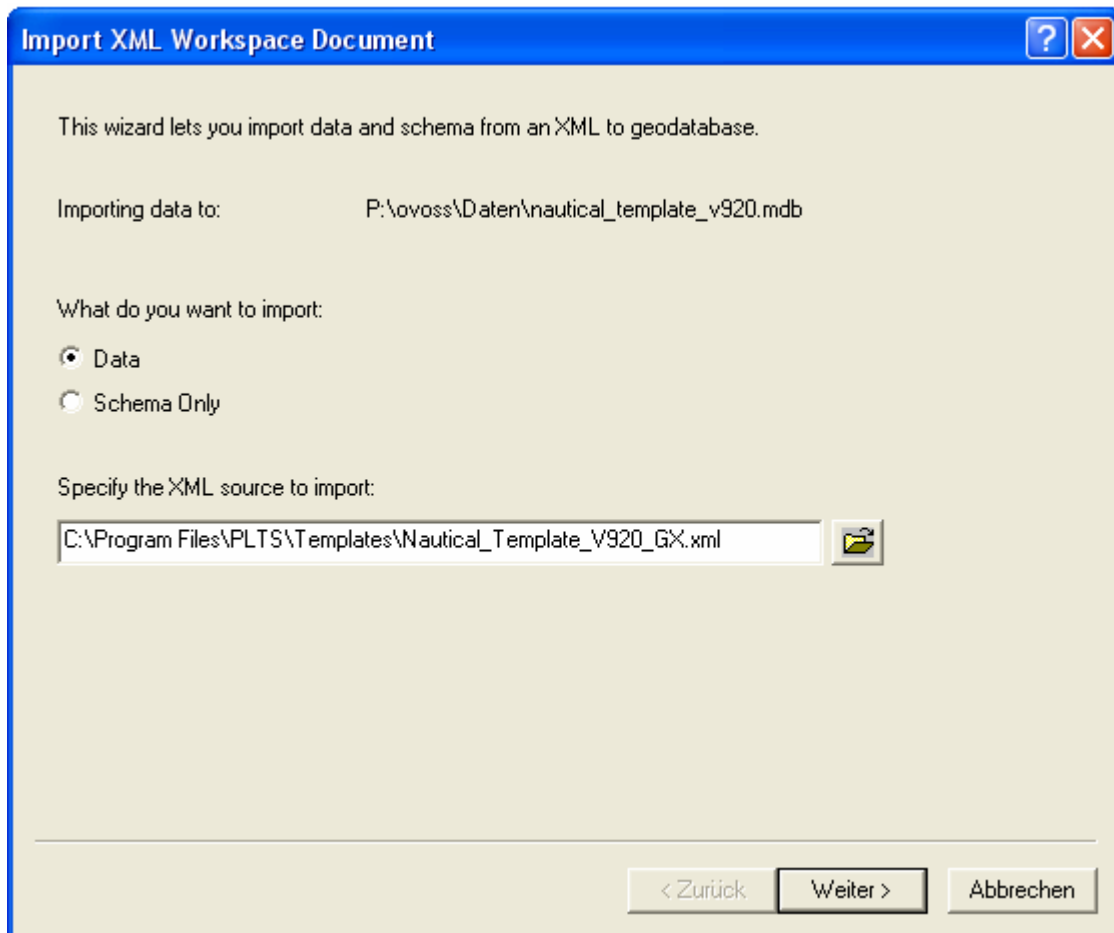 Import XML Workspace Document
This wizard lets you import data and schema from an XML to geodatabase.
Importing data to: P:\ovoss\Daten\nautical_template_v920.mdb
What do you want to import:
Data
Schema Only
Specify the XML source to import:
C:\Program Files\PLTS\Templates\Nautical_Template_V920_GX.xml
< Zurück Weiter > Abbrechen